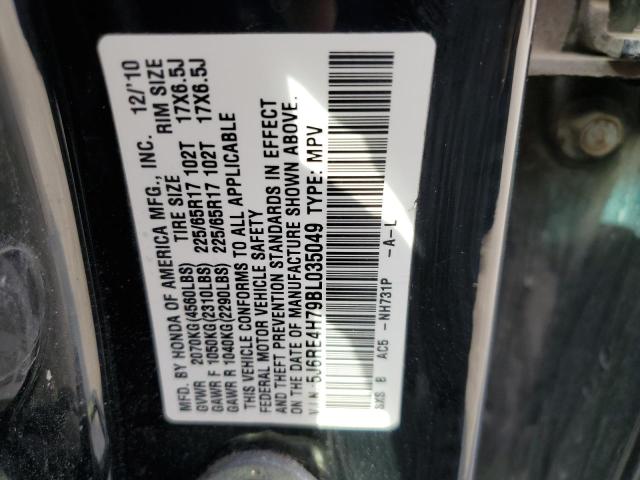 MFD. BY HONDA OF AMERICA MFG., INC. 12/'10
TIRE SIZE RIM SIZE
GVWR 2070KG(4560LBS)
GAWR F 1050KG(2310LBS) 225/65R17 102T 17X6.5J
GAWR R 1040KG(2290LBS) 225/65R17 102T 17X6.5J
THIS VEHICLE CONFORMS TO ALL APPLICABLE
FEDERAL MOTOR VEHICLE SAFETY
AND THEFT PREVENTION STANDARDS IN EFFECT
ON THE DATE OF MANUFACTURE SHOWN ABOVE.
V.I.N. 5J6RE4H79BL035049 TYPE: MPV
SXS B AC5 -NH731P -A-L